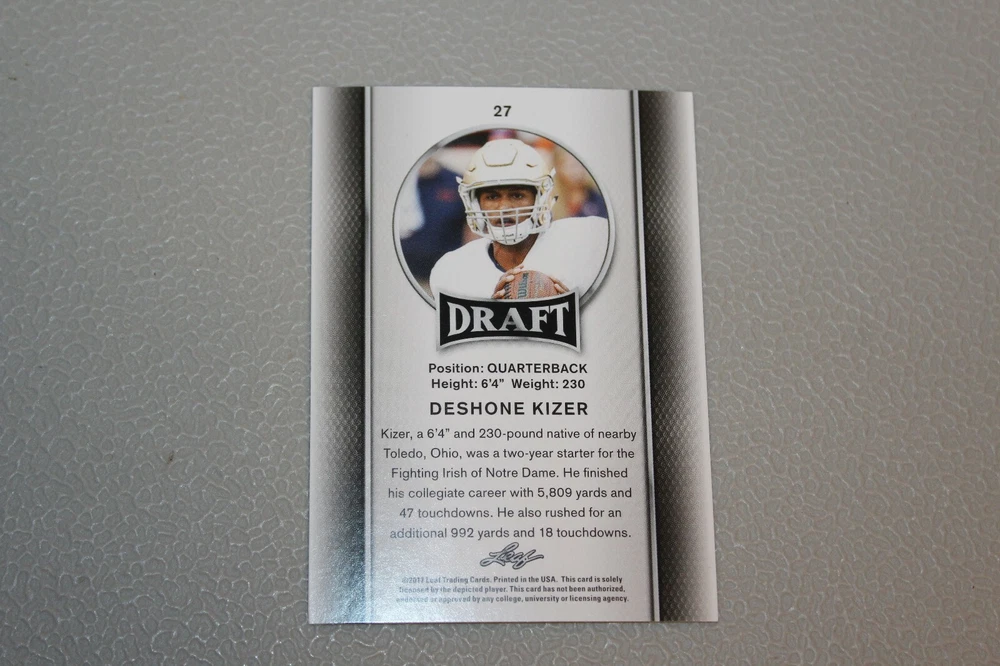 27
DRAFT
Position: QUARTERBACK
Height: 6'4" Weight: 230
DESHONE KIZER
Kizer, a 6'4" and 230-pound native of nearby
Toledo, Ohio, was a two-year starter for the
Fighting Irish of Notre Dame. He finished
his collegiate career with 5,809 yards and
47 touchdowns. He also rushed for an
additional 992 yards and 18 touchdowns.
Leaf
©2017 Leaf Trading Cards. Printed in the USA. This card is solely
licensed by the depicted player. This card has not been authorized,
endorsed or approved by any college, university or licensing agency.